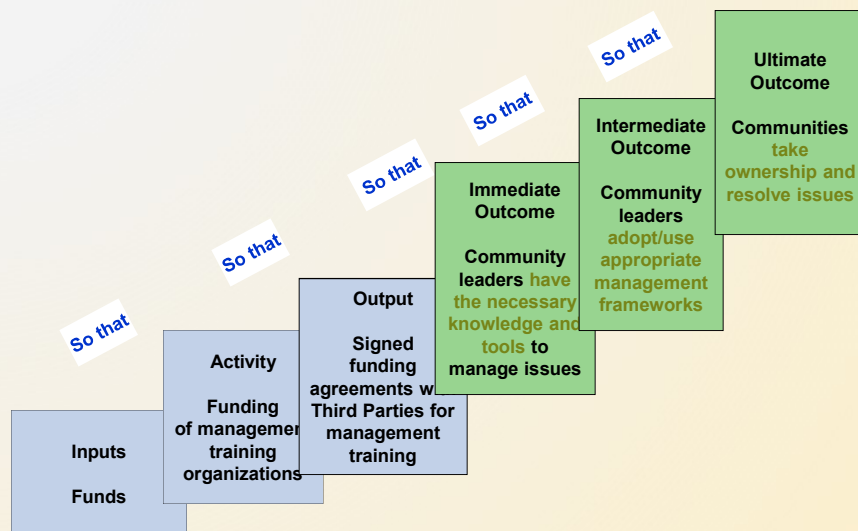 So that
Inputs
Funds
So that
Activity
Funding
of management
training
organizations
So that
Output
Signed
funding
agreements
Third Parties for
management
training
So that
Immediate
Outcome
Community
leaders have
the necessary
knowledge and
tools to
manage issues
So that
Intermediate
Outcome
Community
leaders
adopt/use
appropriate
management
frameworks
Ultimate
Outcome
Communities
take
ownership and
resolve issues